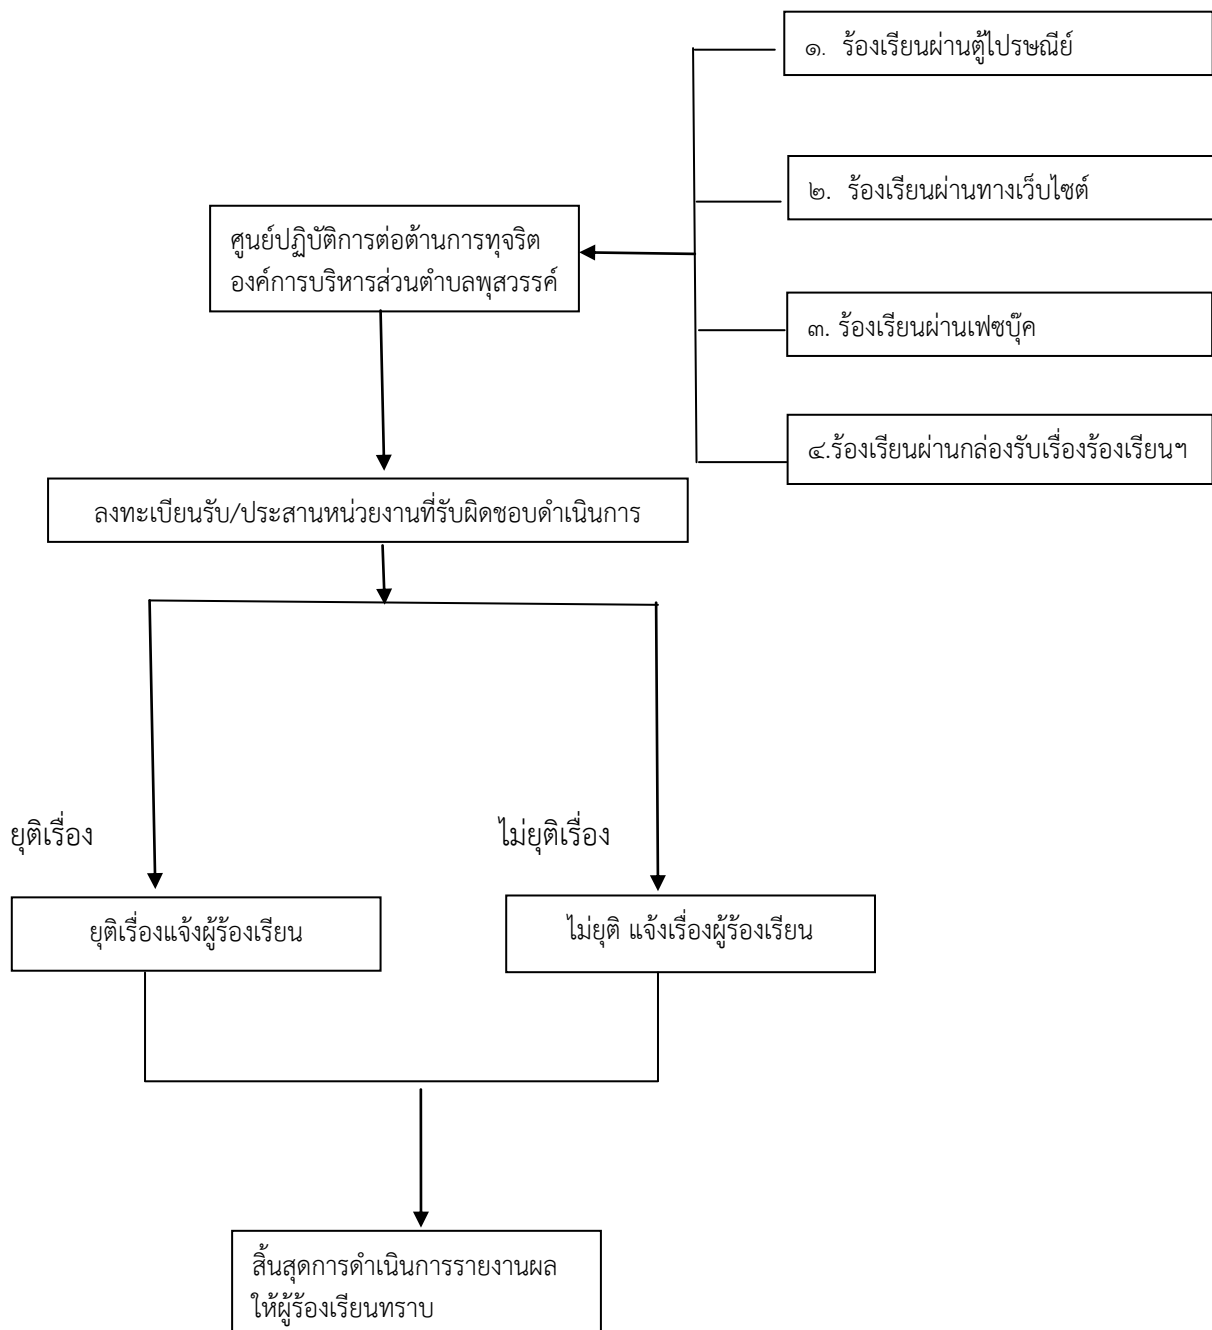 ๑. ร้องเรียนผ่านตู้ไปรษณีย์
๒. ร้องเรียนผ่านทางเว็บไซต์
ศูนย์ปฏิบัติการต่อต้านการทุจริต
องค์การบริหารส่วนตำบลพุสวรรค์
๓. ร้องเรียนผ่านเฟซบุ๊ค
๔.ร้องเรียนผ่านกล่องรับเรื่องร้องเรียนฯ
ลงทะเบียนรับ/ประสานหน่วยงานที่รับผิดชอบดำเนินการ
ยุติเรื่อง
ไม่ยุติเรื่อง
ยุติเรื่องแจ้งผู้ร้องเรียน
ไม่ยุติ แจ้งเรื่องผู้ร้องเรียน
สิ้นสุดการดำเนินการรายงานผล
ให้ผู้ร้องเรียนทราบ